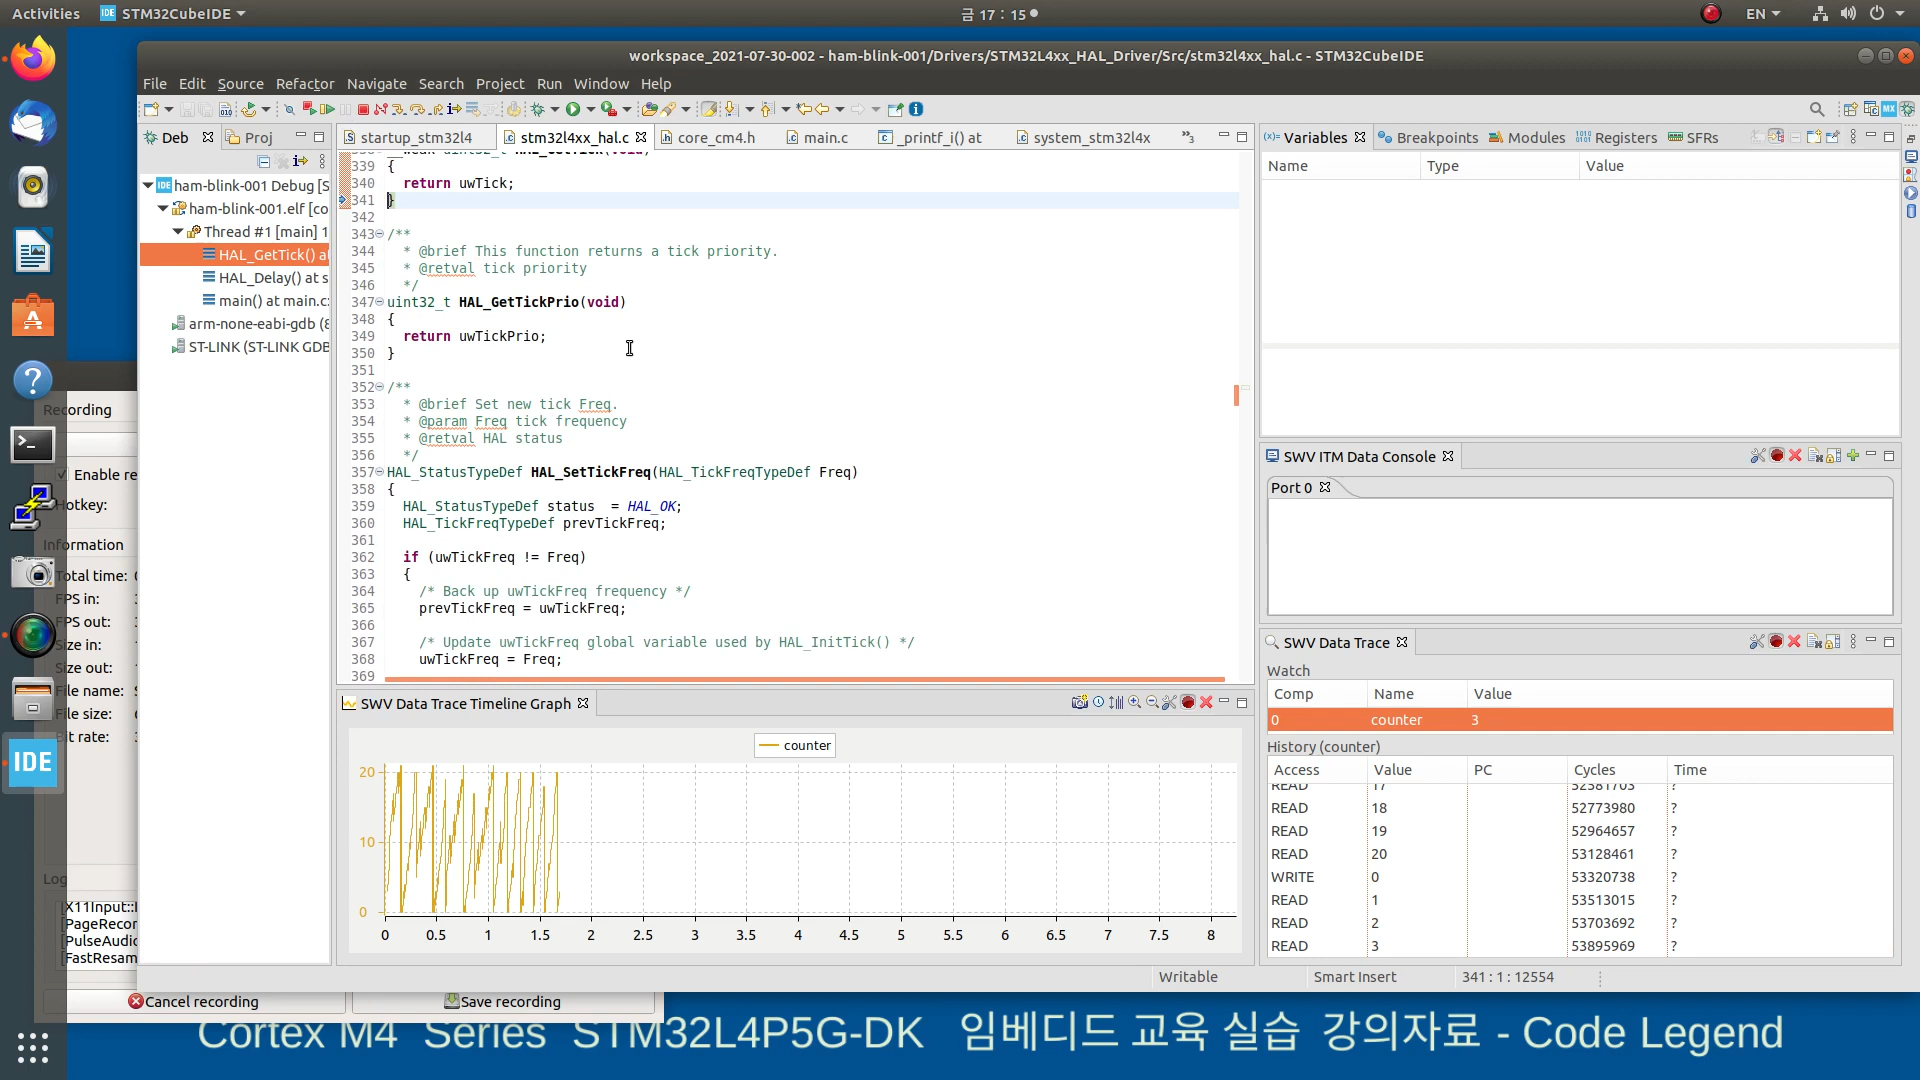 Activities
STM32CubeIDE
금 17 : 15
EN
workspace_2021-07-30-002 - ham-blink-001/Drivers/STM32L4xx_HAL_Driver/Src/stm32l4xx_hal.c - STM32CubeIDE
File Edit Source Refactor Navigate Search Project Run Window Help
Deb
Proj
ham-blink-001 Debug [S
ham-blink-001.elf [co
Thread #1 [main] 1
HAL_GetTick() at
HAL_Delay() at s
main() at main.c:
arm-none-eabi-gdb (8
ST-LINK (ST-LINK GDB
startup_stm32l4
stm32l4xx_hal.c
core_cm4.h
main.c
_printf_i() at
system_stm32l4x
»3
__weak uint32_t HAL_GetTick(void)
339 {
340 return uwTick;
341 }
342
343 /**
344 * @brief This function returns a tick priority.
345 * @retval tick priority
346 */
347 uint32_t HAL_GetTickPrio(void)
348 {
349 return uwTickPrio;
350 }
351
352 /**
353 * @brief Set new tick Freq.
354 * @param Freq tick frequency
355 * @retval HAL status
356 */
357 HAL_StatusTypeDef HAL_SetTickFreq(HAL_TickFreqTypeDef Freq)
358 {
359 HAL_StatusTypeDef status = HAL_OK;
360 HAL_TickFreqTypeDef prevTickFreq;
361
362 if (uwTickFreq != Freq)
363 {
364 /* Back up uwTickFreq frequency */
365 prevTickFreq = uwTickFreq;
366
367 /* Update uwTickFreq global variable used by HAL_InitTick() */
368 uwTickFreq = Freq;
369
SWV Data Trace Timeline Graph
counter
20
10
0
0 0.5 1 1.5 2 2.5 3 3.5 4 4.5 5 5.5 6 6.5 7 7.5 8
Variables
Breakpoints
Modules
Registers
SFRs
Name Type Value
SWV ITM Data Console
Port 0
SWV Data Trace
Watch
Comp Name Value
0 counter 3
History (counter)
Access Value PC Cycles Time
READ 17 52581703 ?
READ 18 52773980 ?
READ 19 52964657 ?
READ 20 53128461 ?
WRITE 0 53320738 ?
READ 1 53513015 ?
READ 2 53703692 ?
READ 3 53895969 ?
Writable
Smart Insert
341 : 1 : 12554
Recording
Enable re
Hotkey:
Information
Total time:
FPS in:
FPS out:
Size in:
Size out:
File name:
File size:
Bit rate:
Log
[X11Input::
[PageRecor
[PulseAudio
[FastResam
Cancel recording
Save recording
IDE
Cortex M4 Series STM32L4P5G-DK 임베디드 교육 실습 강의자료 - Code Legend